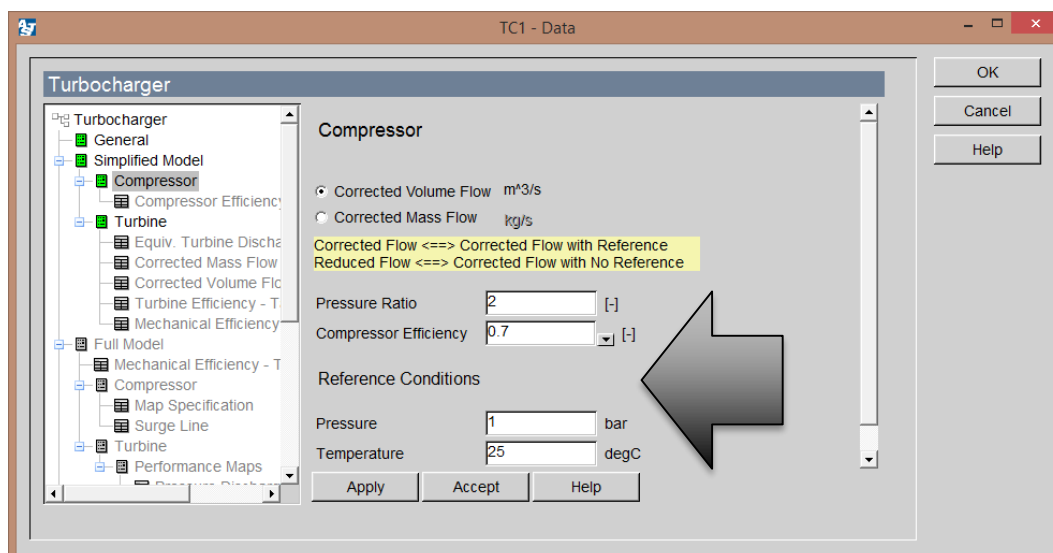 TC1 - Data
Turbocharger
OK
Cancel
Help
Turbocharger
General
Simplified Model
Compressor
Compressor Efficiency
Turbine
Equiv. Turbine Discha
Corrected Mass Flow
Corrected Volume Flo
Turbine Efficiency - T
Mechanical Efficiency
Full Model
Mechanical Efficiency - T
Compressor
Map Specification
Surge Line
Turbine
Performance Maps
Compressor
Corrected Volume Flow m^3/s
Corrected Mass Flow kg/s
Corrected Flow <==> Corrected Flow with Reference
Reduced Flow <==> Corrected Flow with No Reference
Pressure Ratio 2 [-]
Compressor Efficiency 0.7 [-]
Reference Conditions
Pressure 1 bar
Temperature 25 degC
Apply Accept Help